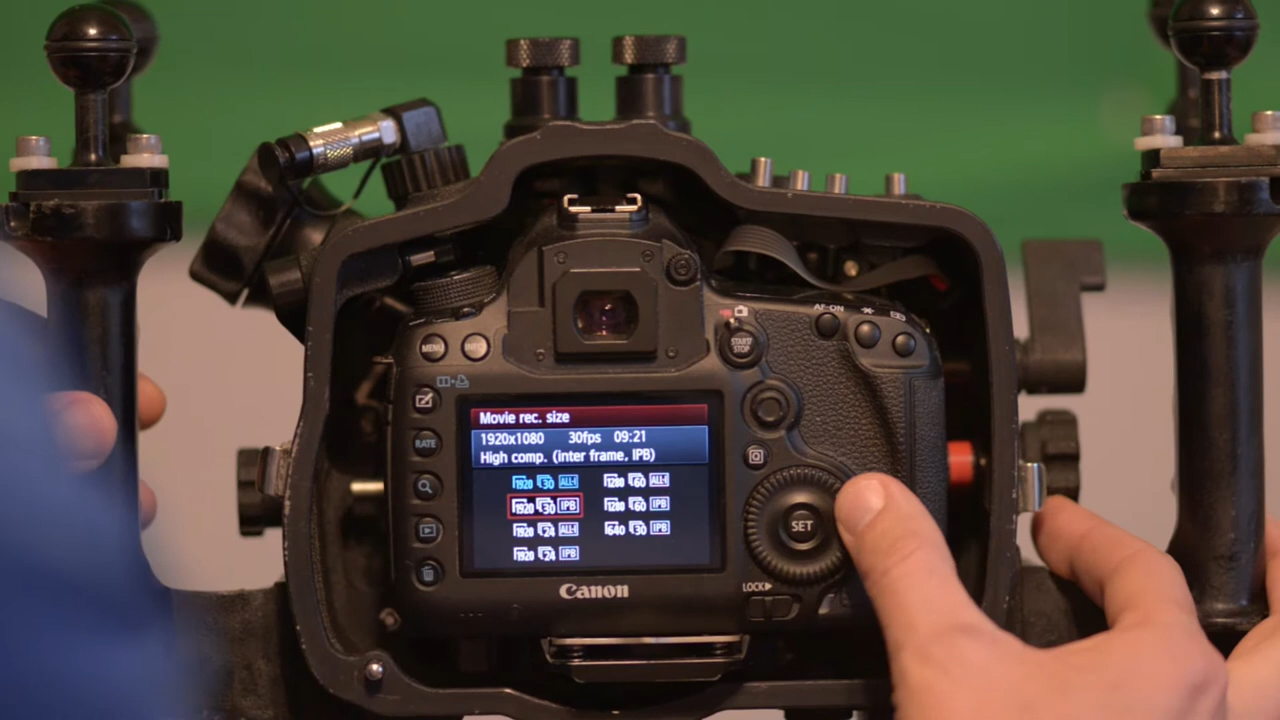 AF-ON
MENU
INFO
START/
STOP
RATE
Movie rec. size
1920x1080 30fps 09:21
High comp. (inter frame, IPB)
1920 30 ALL-I 1280 60 ALL-I
1920 30 IPB 1280 60 IPB
1920 24 ALL-I 640 30 IPB
1920 24 IPB
SET
Q
Canon
LOCK